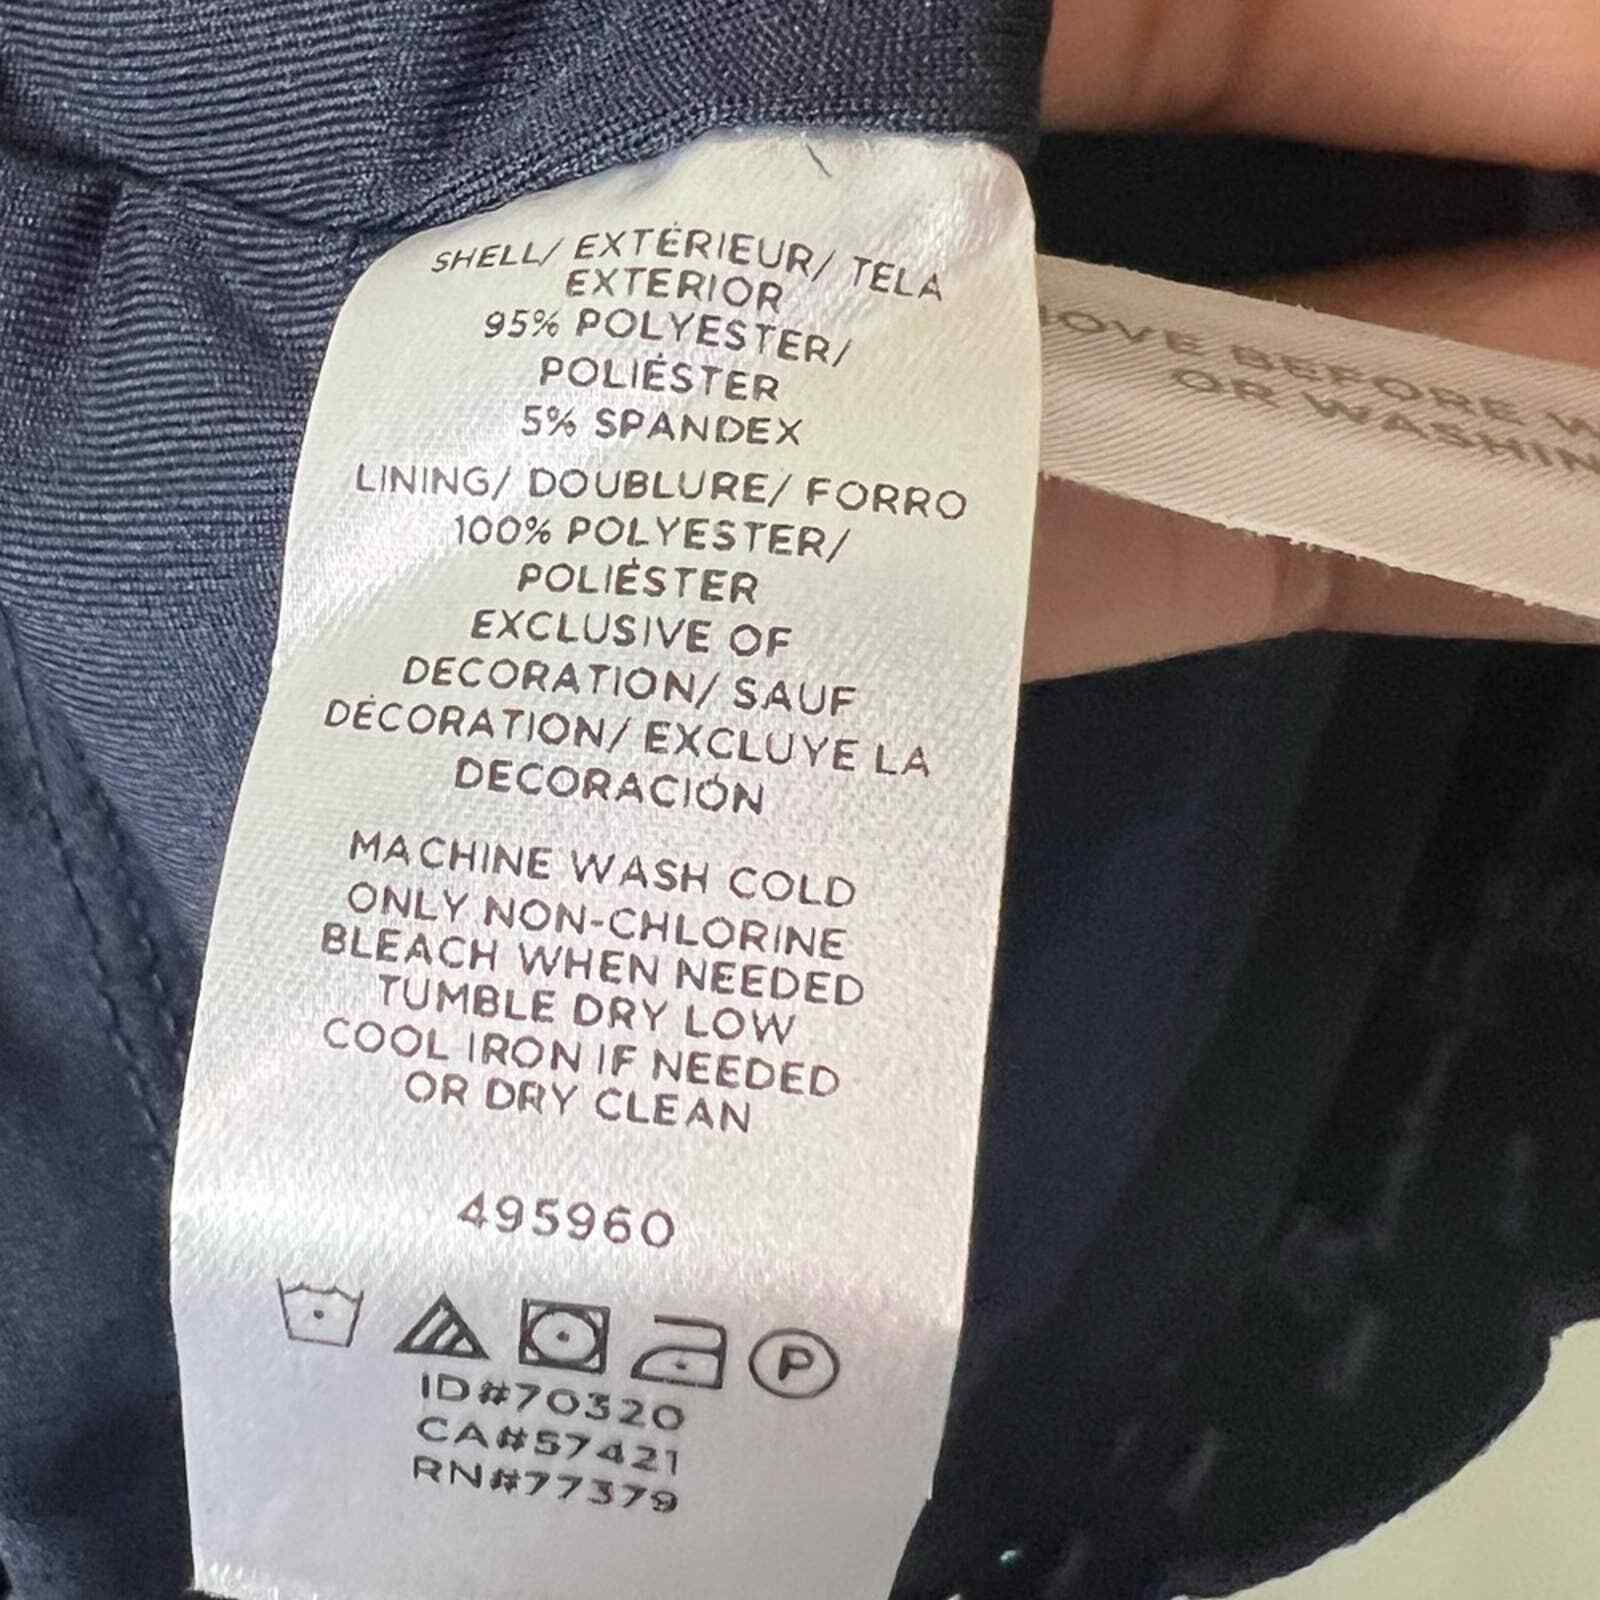 SHELL/ EXTÉRIEUR/ TELA
EXTERIOR
95% POLYESTER/
POLIÉSTER
5% SPANDEX
LINING/ DOUBLURE/ FORRO
100% POLYESTER/
POLIÉSTER
EXCLUSIVE OF
DECORATION/ SAUF
DÉCORATION/ EXCLUYE LA
DECORACIÓN
MACHINE WASH COLD
ONLY NON-CHLORINE
BLEACH WHEN NEEDED
TUMBLE DRY LOW
COOL IRON IF NEEDED
OR DRY CLEAN
495960
P
ID#70320
CA#57421
RN#77379
BEFORE
OR